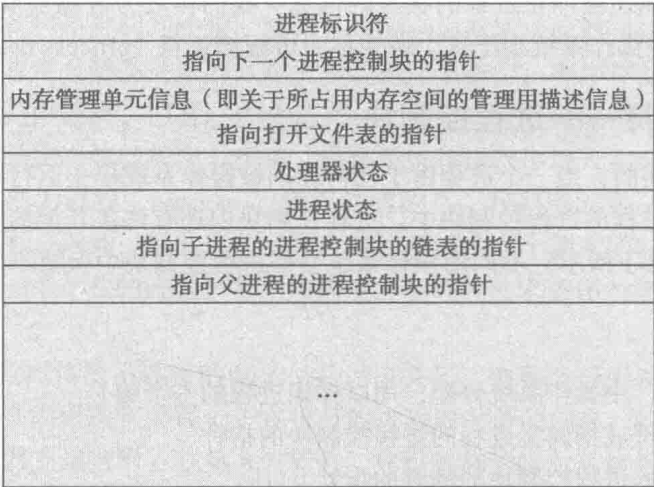 进程标识符
指向下一个进程控制块的指针
内存管理单元信息（即关于所占用内存空间的管理用描述信息）
指向打开文件表的指针
处理器状态
进程状态
指向子进程的进程控制块的链表的指针
指向父进程的进程控制块的指针
...